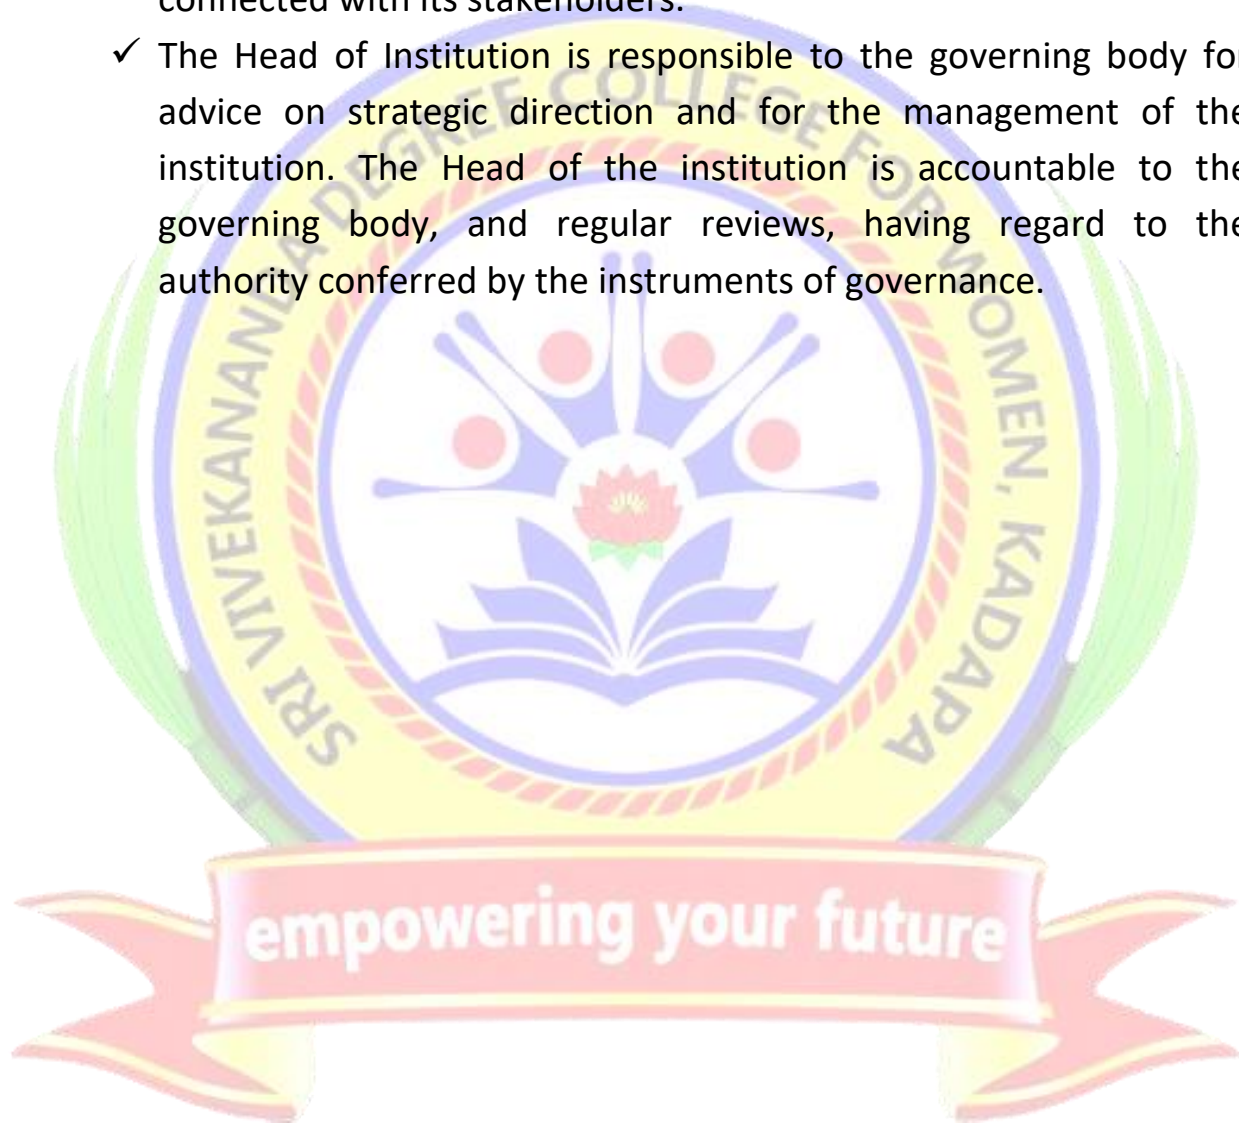 connected with its stakeholders.
✓ The Head of Institution is responsible to the governing body for
advice on strategic direction and for the management of the
institution. The Head of the institution is accountable to the
governing body, and regular reviews, having regard to the
authority conferred by the instruments of governance.
SRI VIVEKANANDA DEGREE COLLEGE FOR WOMEN, KADAPA
empowering your future